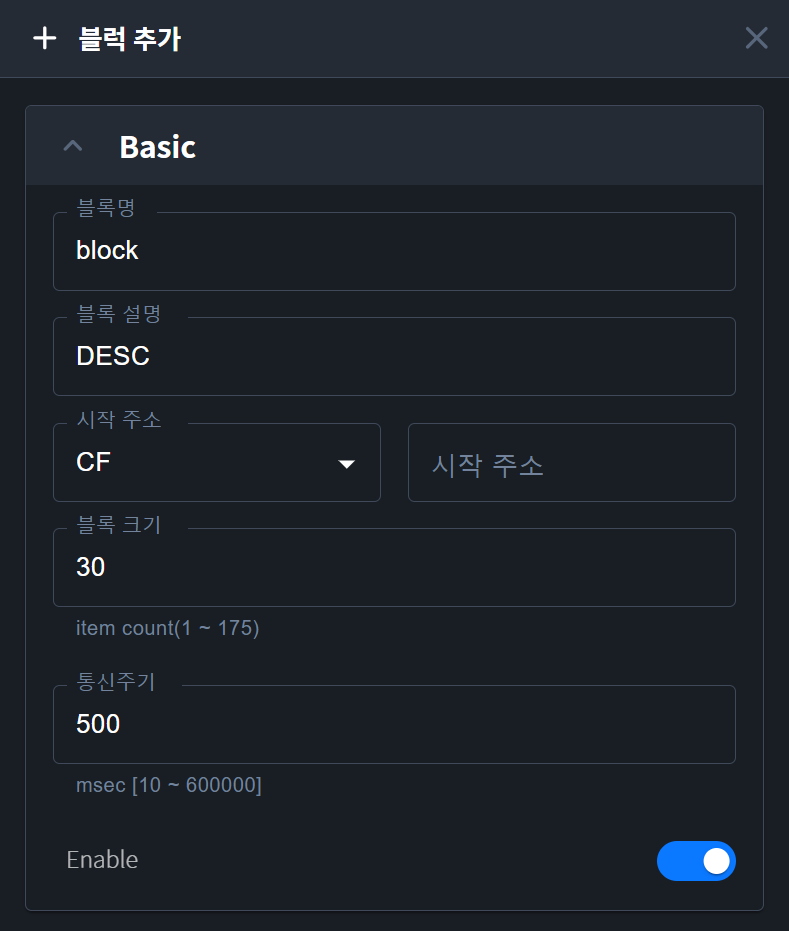 블럭 추가
Basic
블록명
block
블록 설명
DESC
시작 주소
CF
시작 주소
블록 크기
30
item count(1 ~ 175)
통신주기
500
msec [10 ~ 600000]
Enable